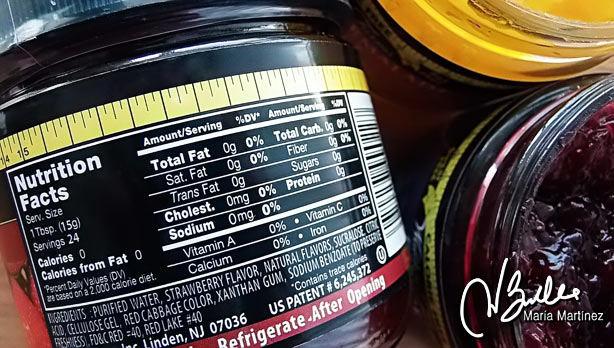 14 15
Nutrition
Facts
Serv. Size
1Tbsp. (15g)
Servings 24
Calories 0
Calories from Fat 0
*Percent Daily Values (DV)
are based on a 2,000 calorie diet.
Amount/Serving %DV* Amount/Serving %DV
Total Fat 0g 0% Total Carb. 0g 0%
Sat. Fat 0g 0% Fiber 0g 0%
Trans Fat 0g Sugars 0g
Cholest. 0mg 0% Protein 0g
Sodium 0mg 0%
Vitamin A 0% • Vitamin C 0%
Calcium 0% • Iron 0%
INGREDIENTS: PURIFIED WATER, STRAWBERRY FLAVOR, NATURAL FLAVORS, SUCRALOSE, CITRIC
ACID, CELLULOSE GEL, RED CABBAGE COLOR, XANTHAN GUM, SODIUM BENZOATE (TO PRESERVE
FRESHNESS), FD&C RED #40, RED LAKE #40 *Contains trace calories
US PATENT # 6,245,372
Linden, NJ 07036
Refrigerate After Opening
U
Maria Martinez